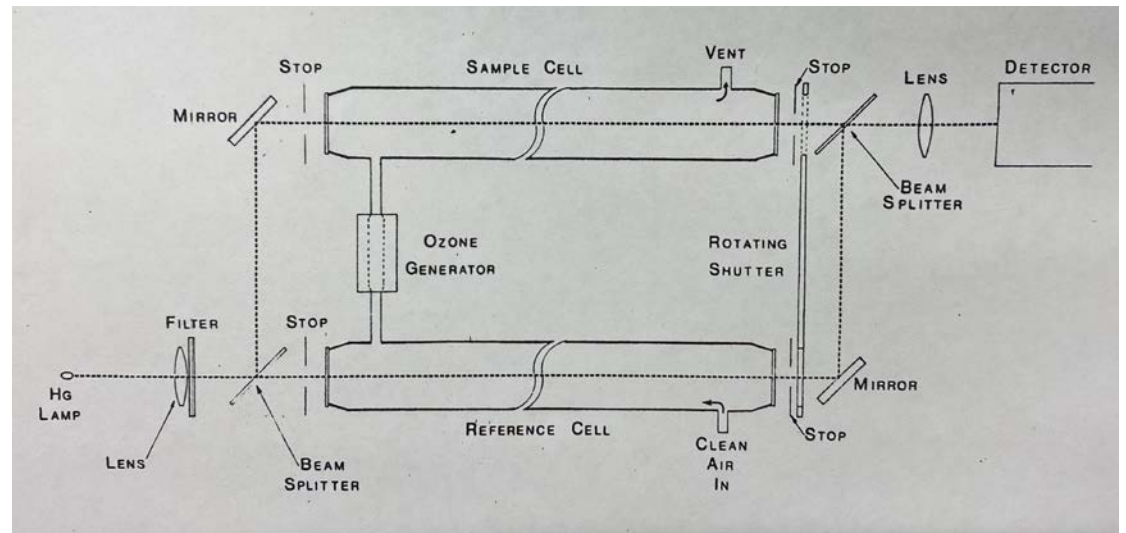 VENT
STOP
SAMPLE CELL
STOP
LENS
DETECTOR
MIRROR
BEAM
SPLITTER
OZONE
GENERATOR
ROTATING
SHUTTER
FILTER
STOP
HG
LAMP
MIRROR
REFERENCE CELL
STOP
CLEAN
AIR
IN
LENS
BEAM
SPLITTER